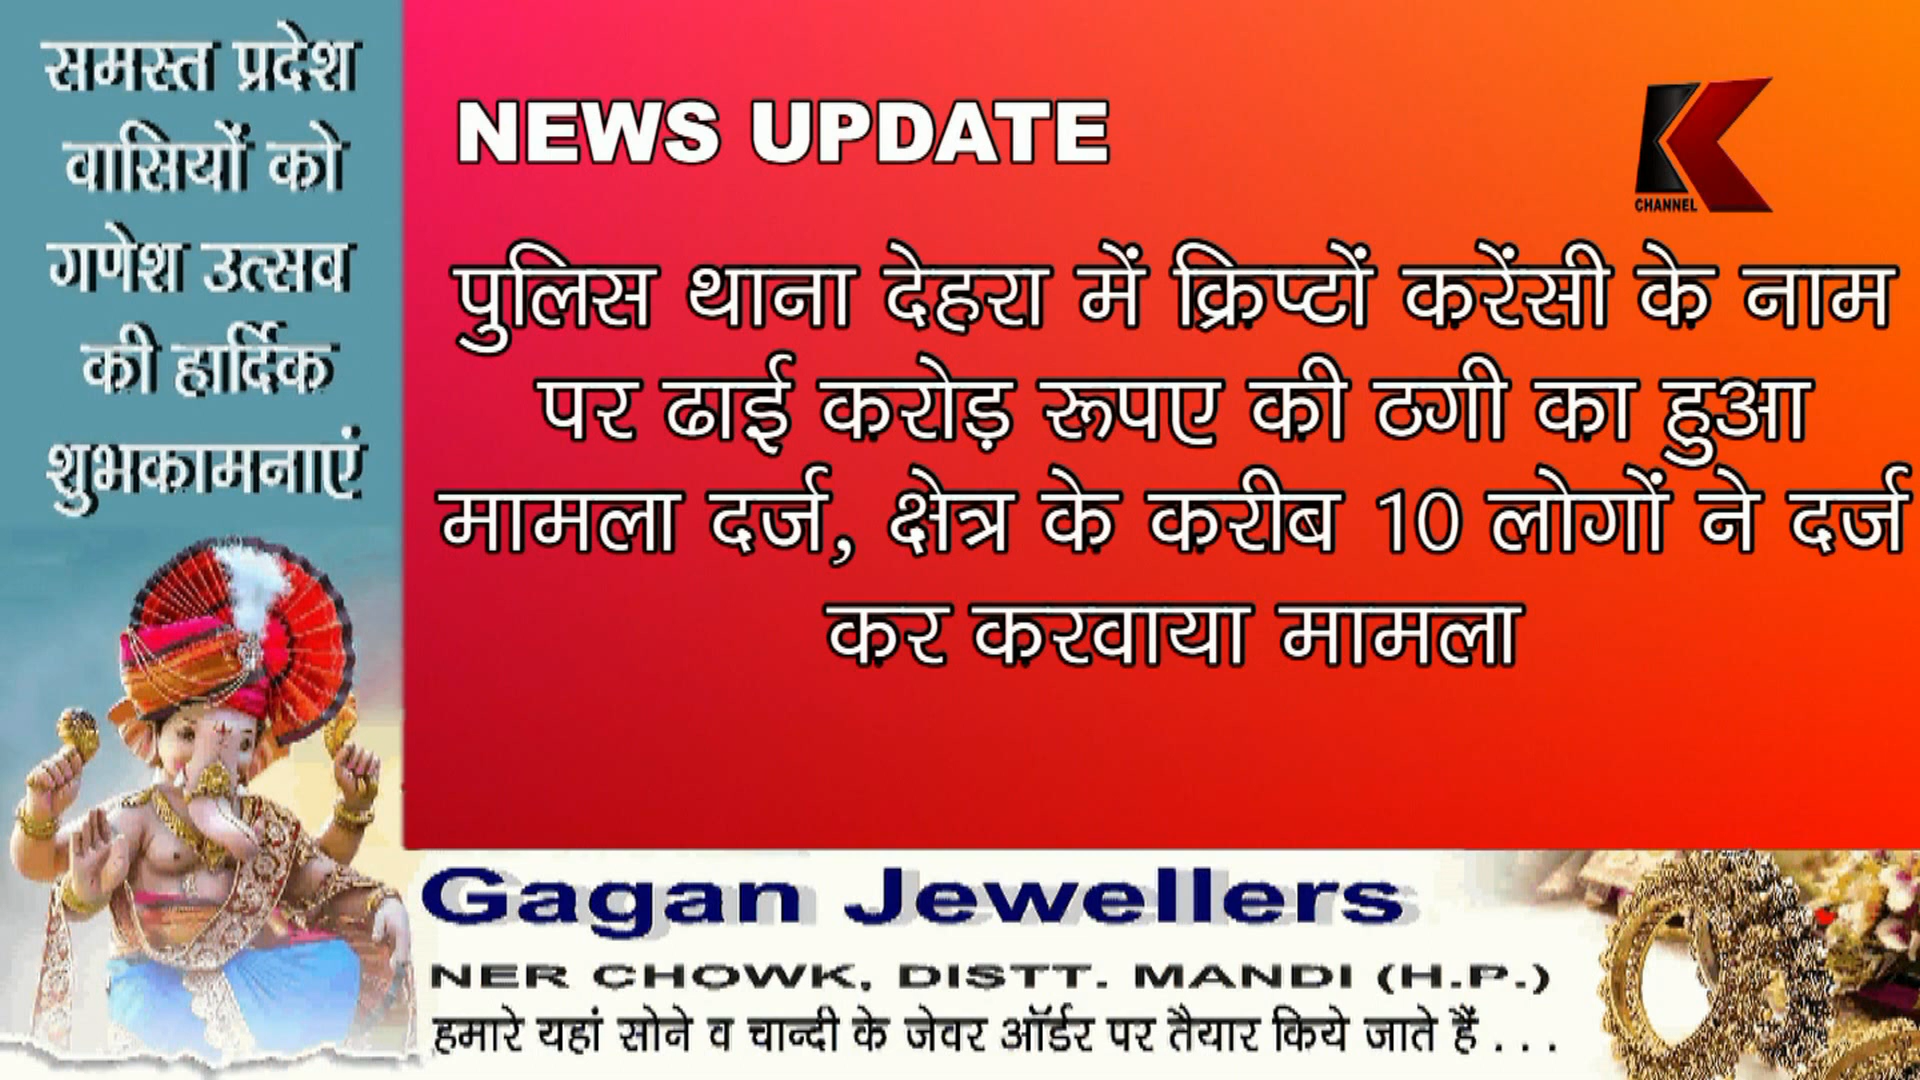 समस्त प्रदेश
वासियों को
गणेश उत्सव
की हार्दिक
शुभकामनाएं
NEWS UPDATE
K
CHANNEL
पुलिस थाना देहरा में क्रिप्टों करेंसी के नाम
पर ढाई करोड़ रूपए की ठगी का हुआ
मामला दर्ज, क्षेत्र के करीब 10 लोगों ने दर्ज
कर करवाया मामला
Gagan Jewellers
NER CHOWK, DISTT. MANDI (H.P.)
हमारे यहां सोने व चान्दी के जेवर ऑर्डर पर तैयार किये जाते हैं . . .